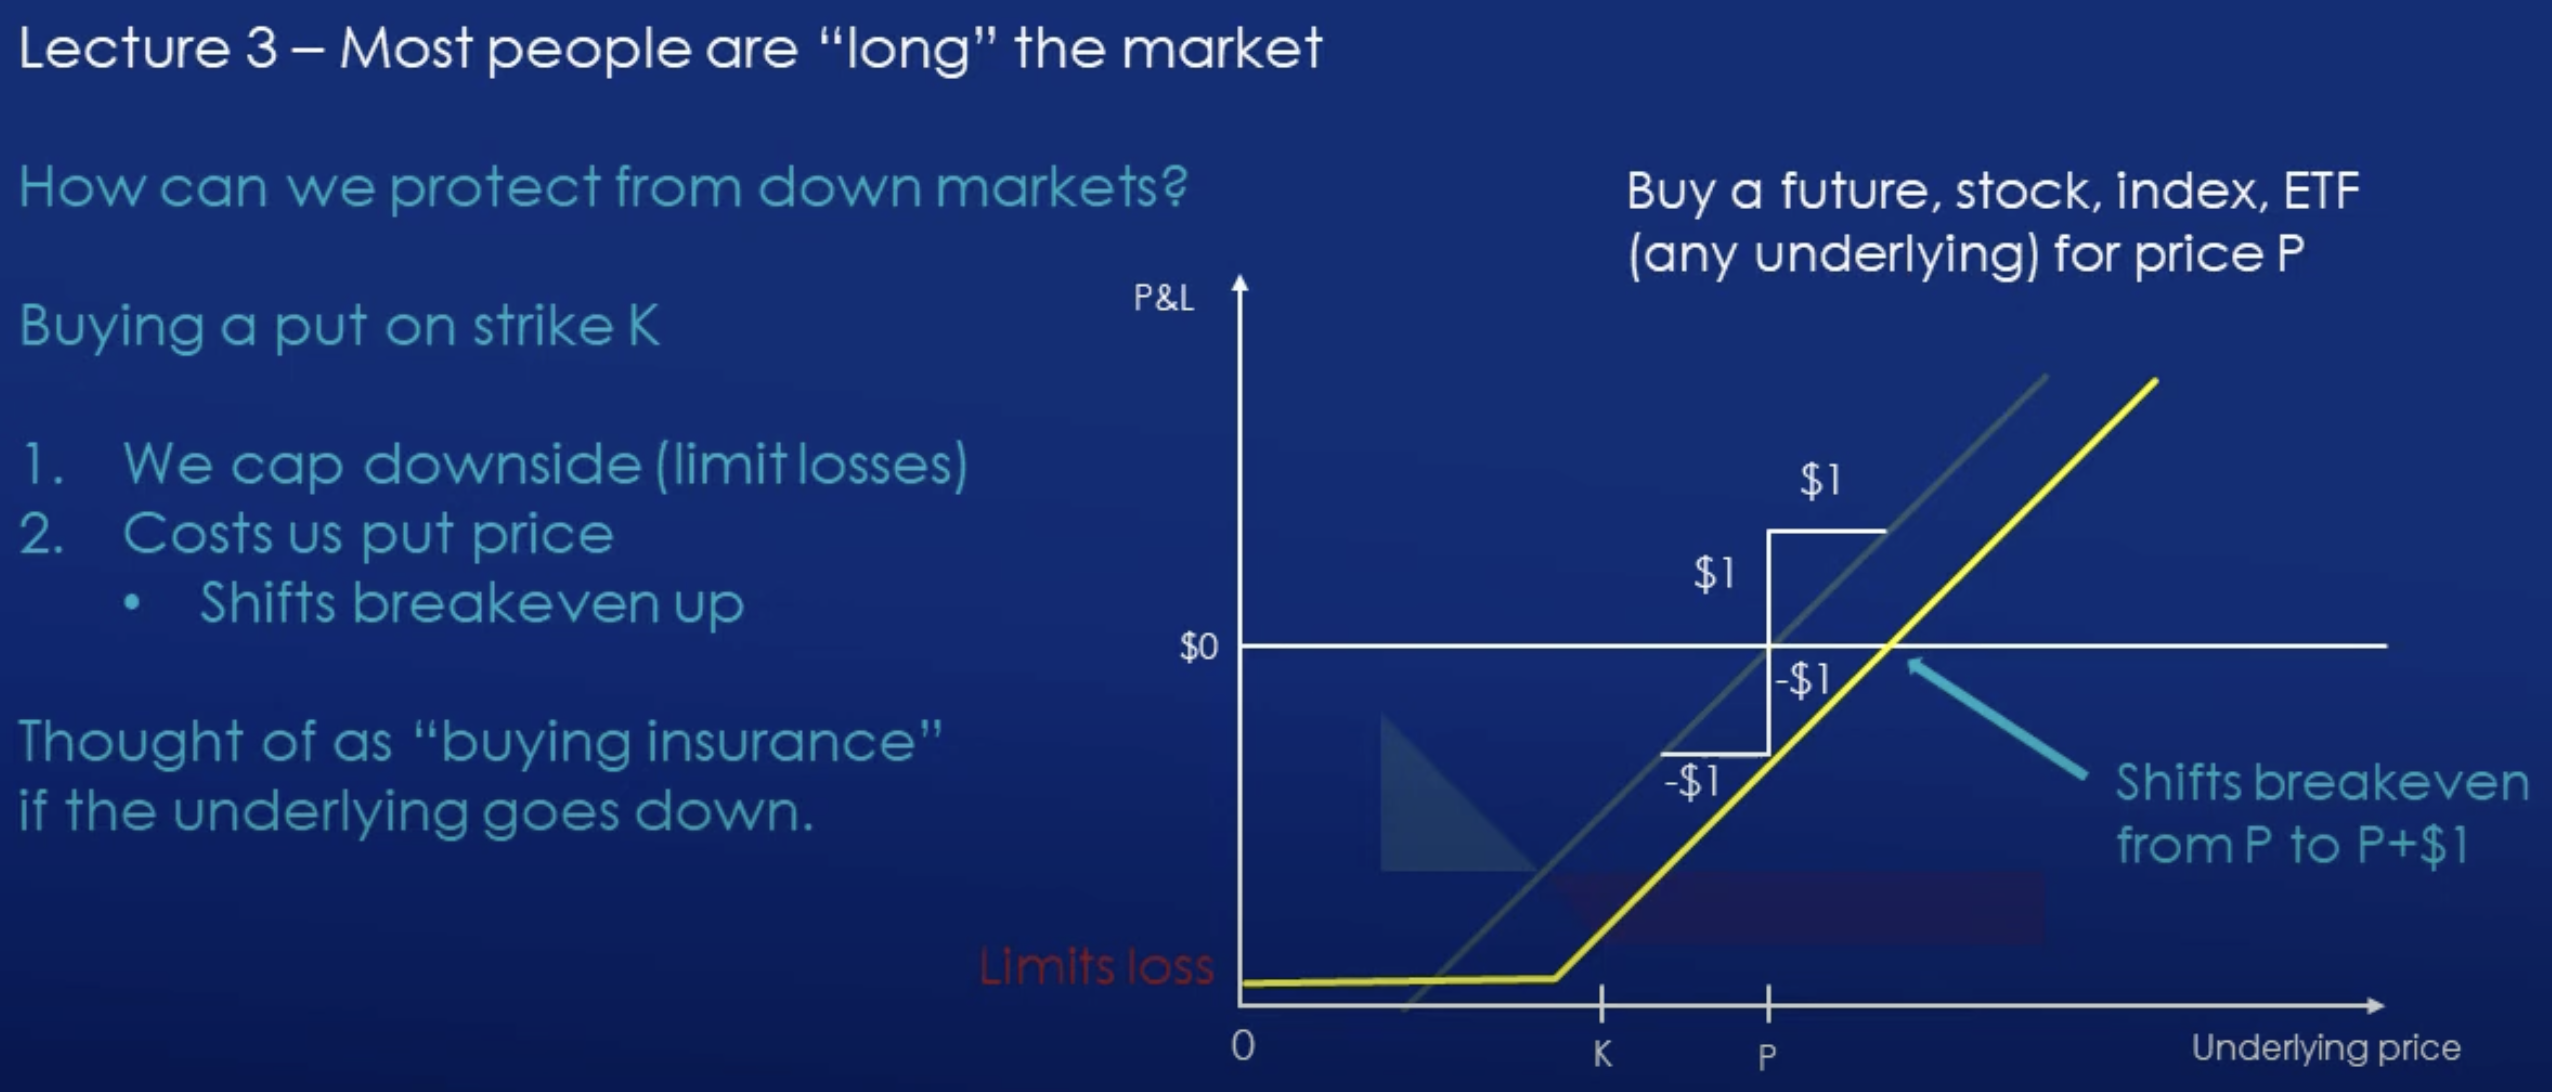 Lecture 3 – Most people are “long” the market
How can we protect from down markets?
Buying a put on strike K
1. We cap downside (limit losses)
2. Costs us put price
• Shifts breakeven up
Thought of as “buying insurance”
if the underlying goes down.
Buy a future, stock, index, ETF
(any underlying) for price P
P&L
$1
$1
$0
-$1
-$1
Shifts breakeven
from P to P+$1
Limits loss
0
K
P
Underlying price